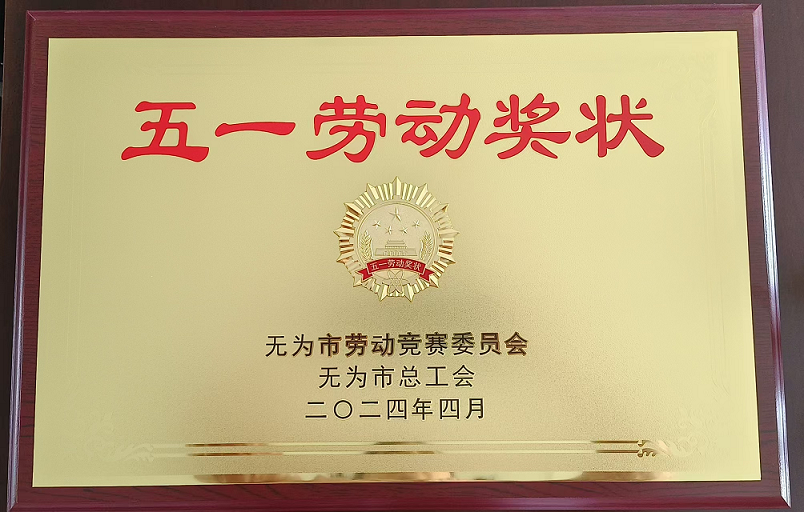 五一劳动奖状
五一劳动奖状
无为市劳动竞赛委员会
无为市总工会
二〇二四年四月